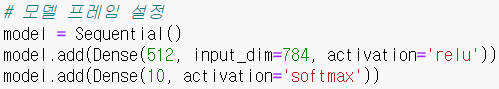 # 모델 프레임 설정
model = Sequential()
model.add(Dense(512, input_dim=784, activation='relu'))
model.add(Dense(10, activation='softmax'))